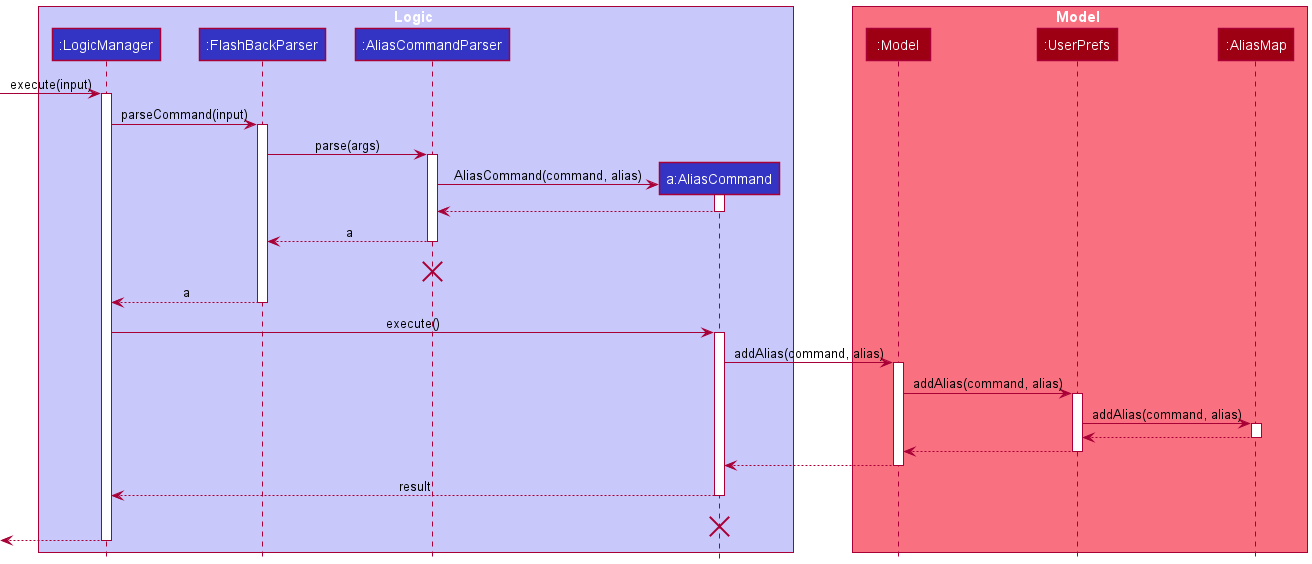 Logic
Model
:LogicManager
:FlashBackParser
:AliasCommandParser
:Model
:UserPrefs
:AliasMap
execute(input)
parseCommand(input)
parse(args)
AliasCommand(command, alias)
a:AliasCommand
a
a
execute()
addAlias(command, alias)
addAlias(command, alias)
addAlias(command, alias)
result